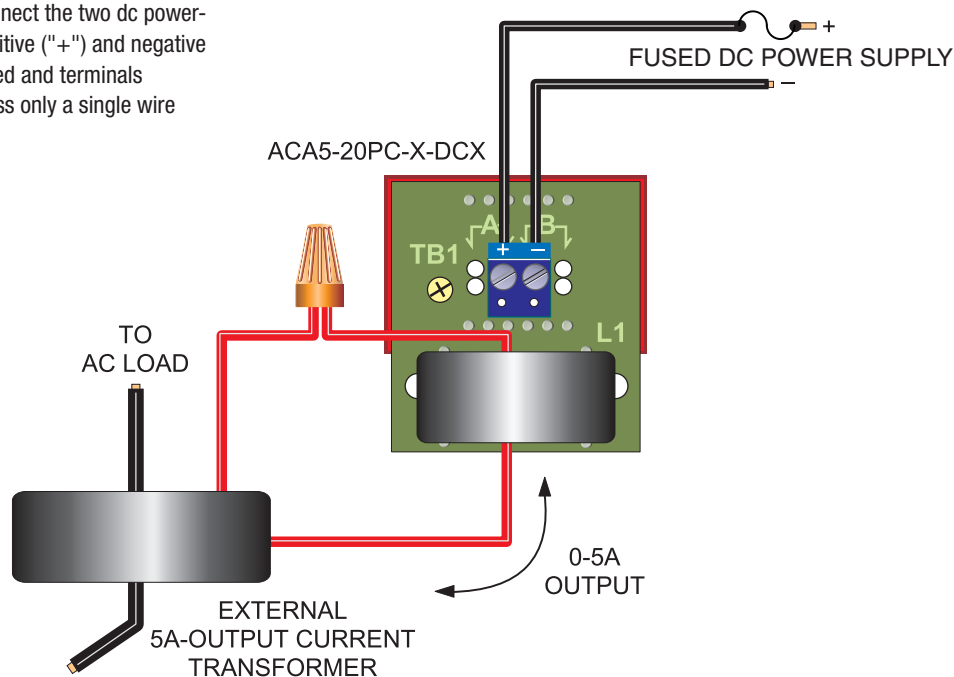 nect the two dc power-
itive ("+") and negative
ed and terminals
ss only a single wire
+
FUSED DC POWER SUPPLY
–
ACA5-20PC-X-DCX
A B
+ –
TB1
L1
TO
AC LOAD
0-5A
OUTPUT
EXTERNAL
5A-OUTPUT CURRENT
TRANSFORMER